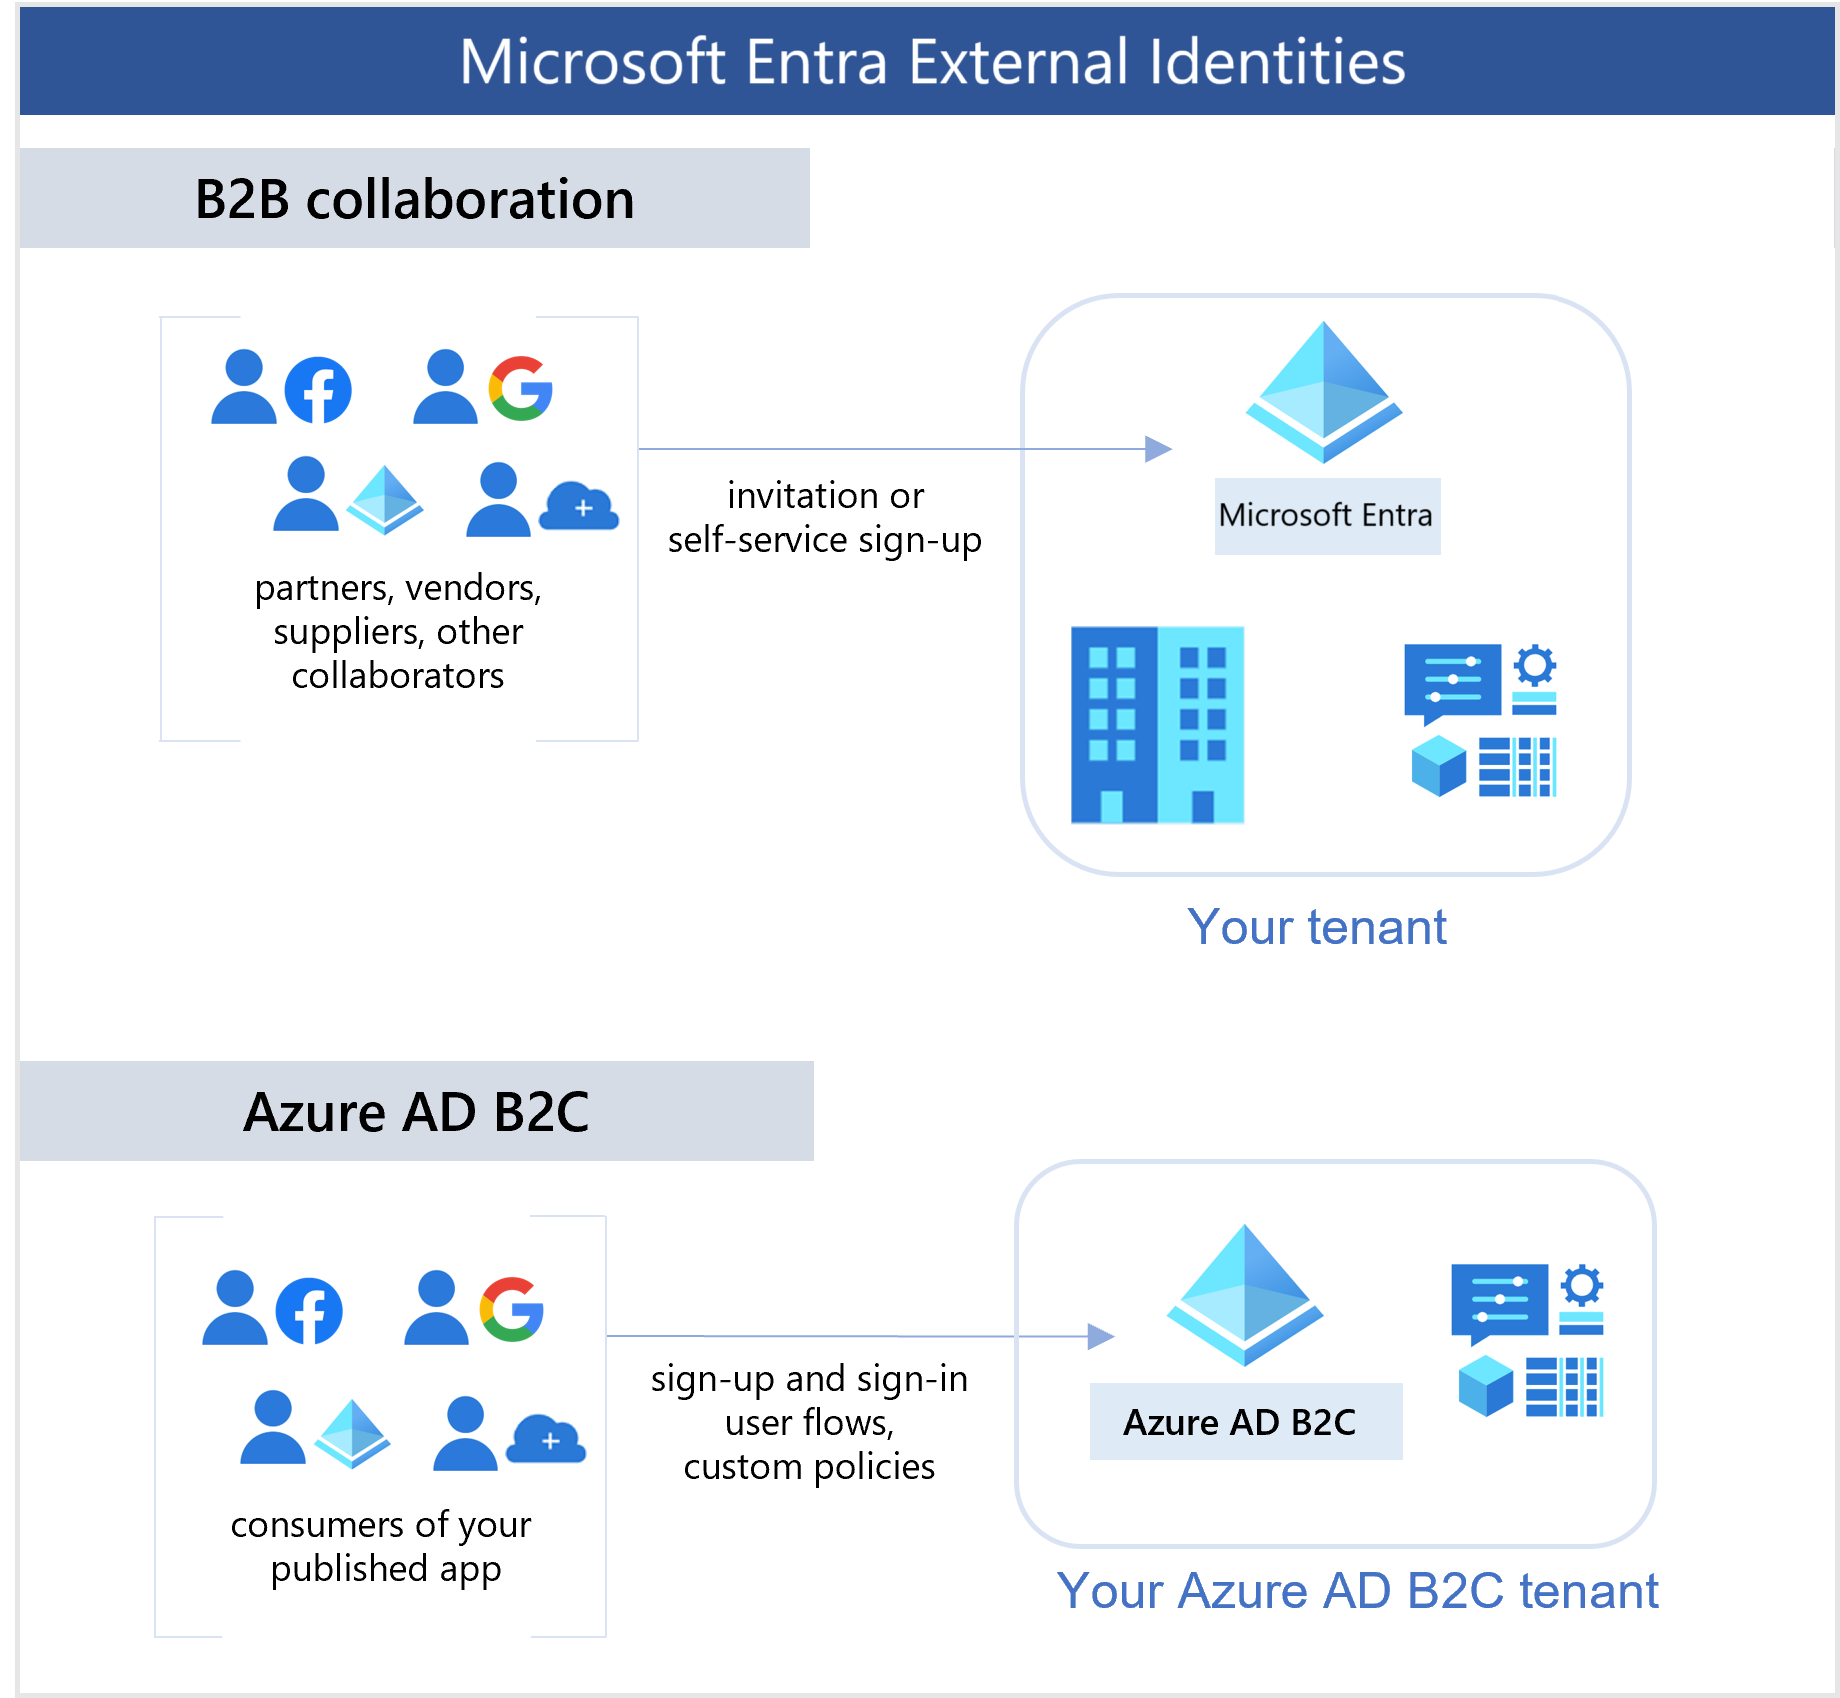 Microsoft Entra External Identities
B2B collaboration
partners, vendors,
suppliers, other
collaborators
invitation or
self-service sign-up
Microsoft Entra
Your tenant
Azure AD B2C
consumers of your
published app
sign-up and sign-in
user flows,
custom policies
Azure AD B2C
Your Azure AD B2C tenant